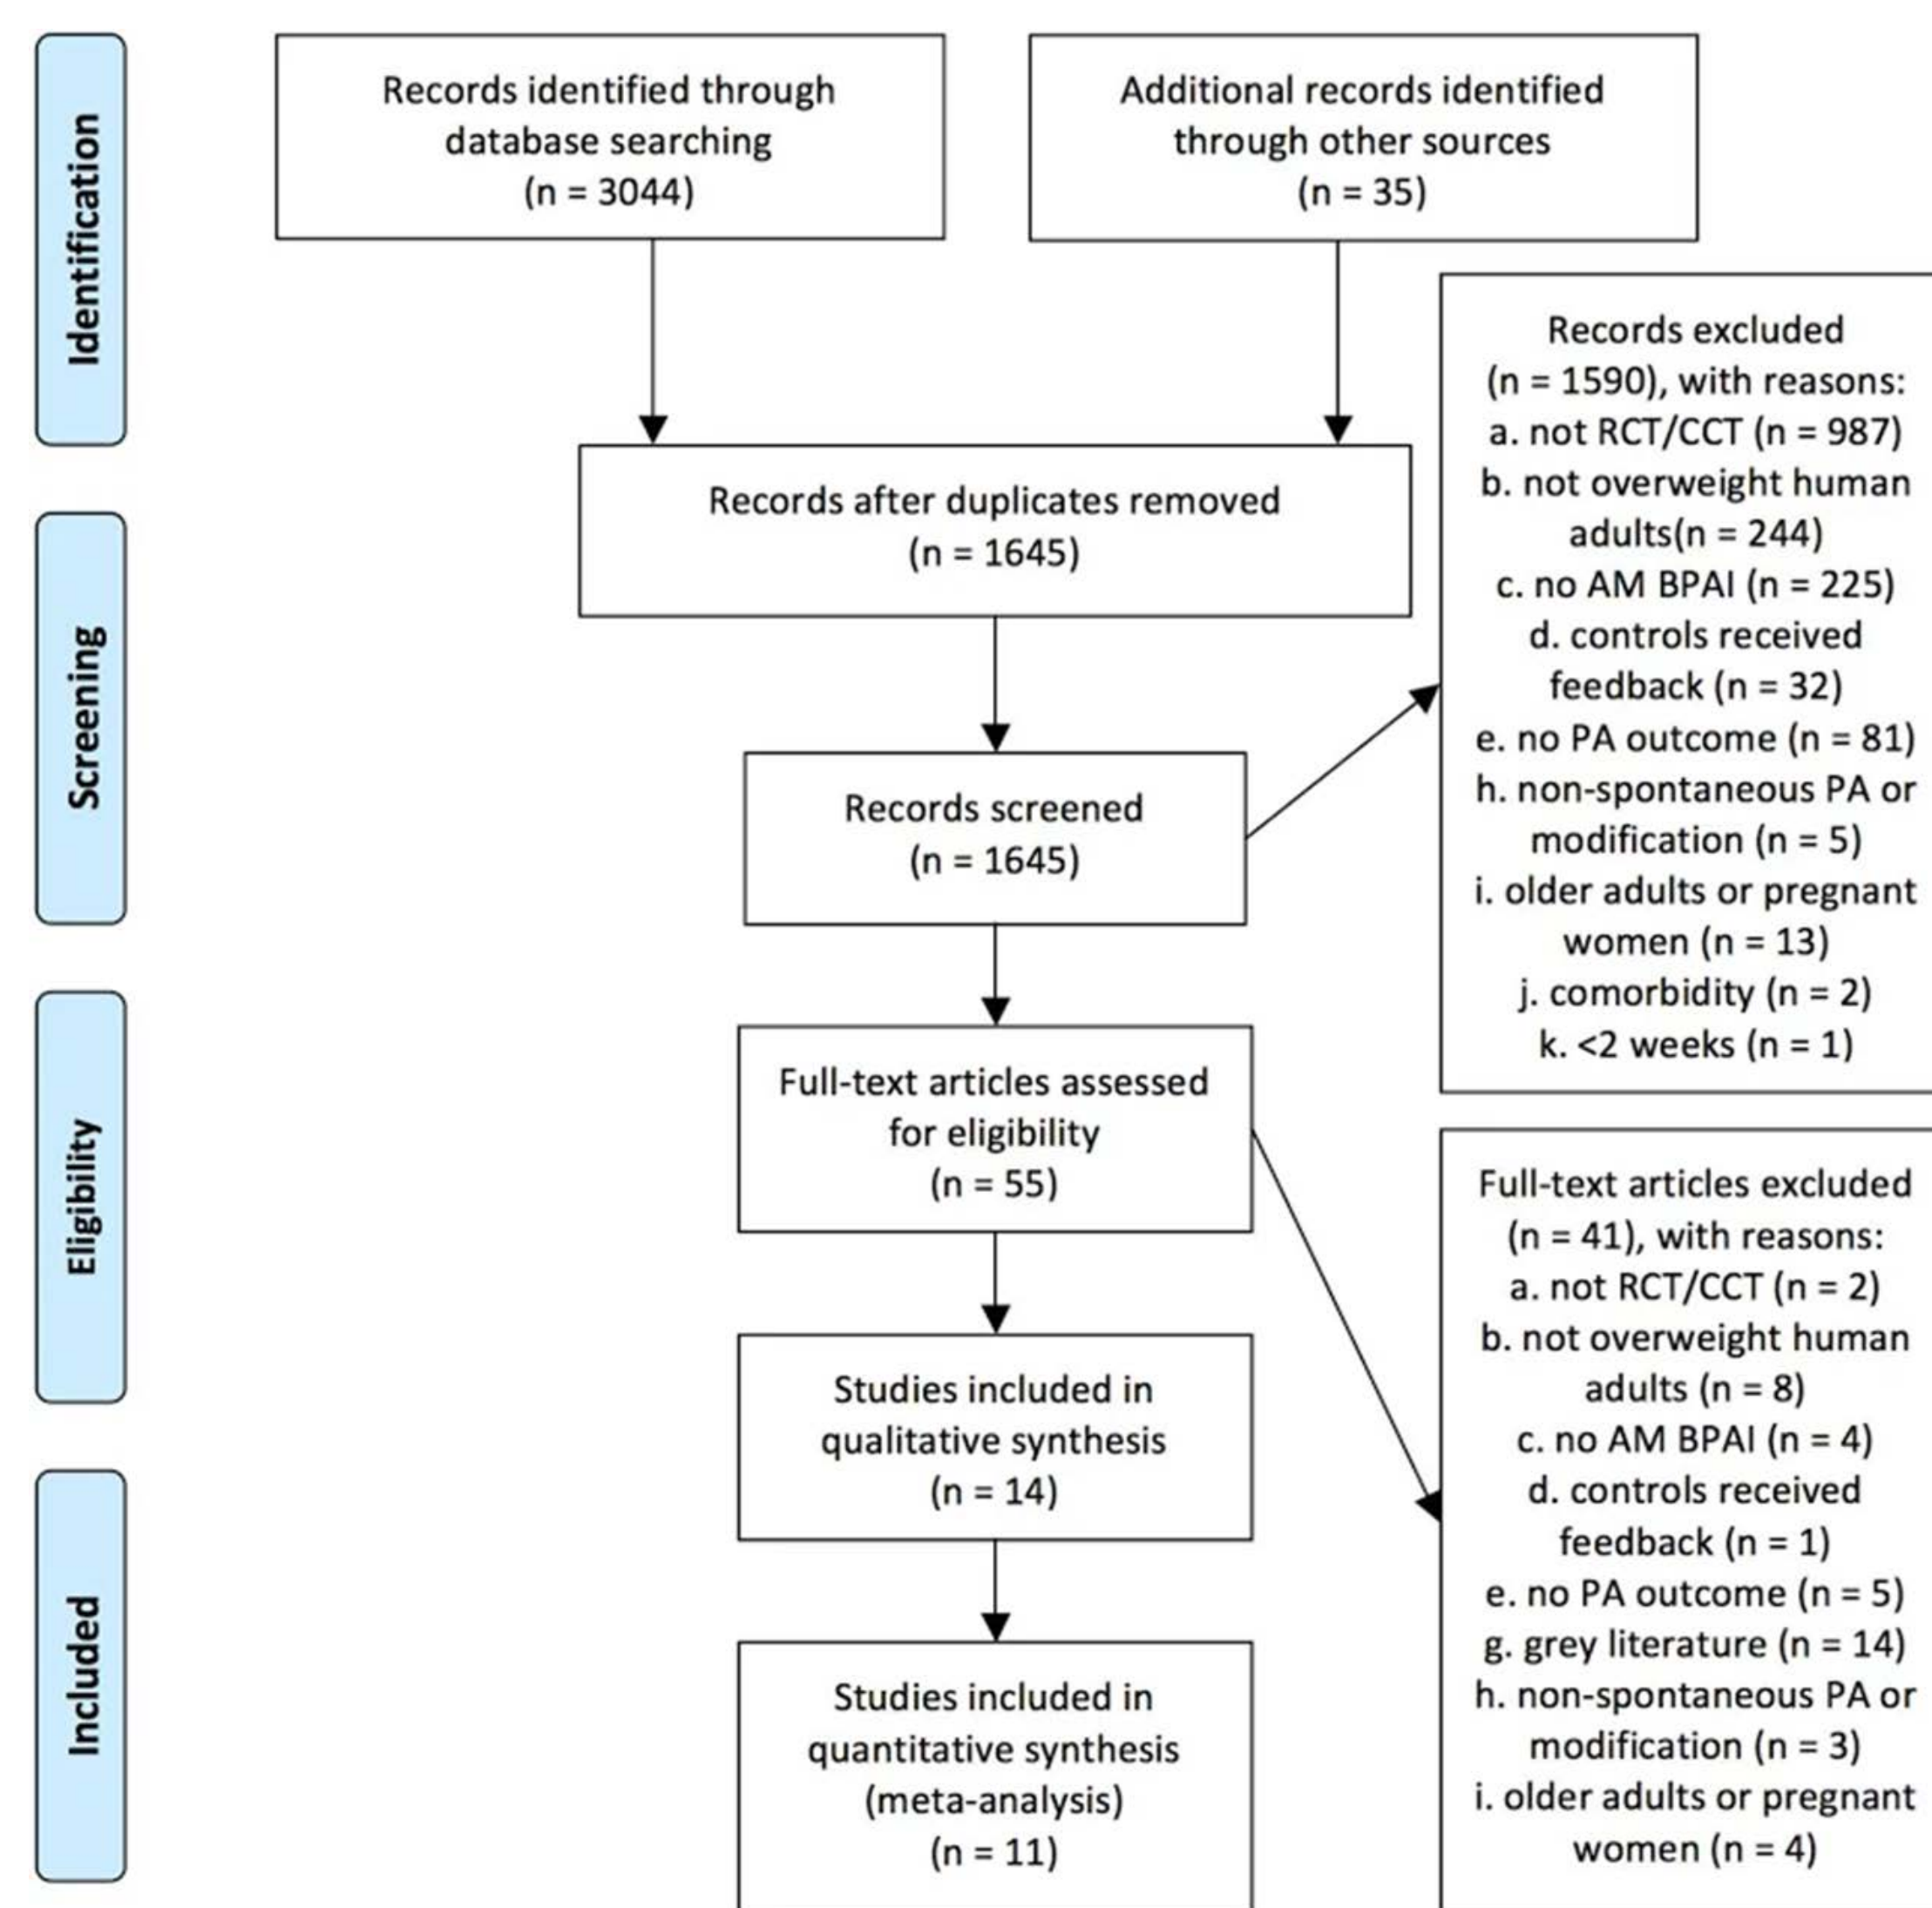 Identification
Records identified through
database searching
(n = 3044)
Additional records identified
through other sources
(n = 35)
Records after duplicates removed
(n = 1645)
Screening
Records screened
(n = 1645)
Records excluded
(n = 1590), with reasons:
a. not RCT/CCT (n = 987)
b. not overweight human
adults(n = 244)
c. no AM BPAI (n = 225)
d. controls received
feedback (n = 32)
e. no PA outcome (n = 81)
h. non-spontaneous PA or
modification (n = 5)
i. older adults or pregnant
women (n = 13)
j. comorbidity (n = 2)
k. <2 weeks (n = 1)
Eligibility
Full-text articles assessed
for eligibility
(n = 55)
Full-text articles excluded
(n = 41), with reasons:
a. not RCT/CCT (n = 2)
b. not overweight human
adults (n = 8)
c. no AM BPAI (n = 4)
d. controls received
feedback (n = 1)
e. no PA outcome (n = 5)
g. grey literature (n = 14)
h. non-spontaneous PA or
modification (n = 3)
i. older adults or pregnant
women (n = 4)
Studies included in
qualitative synthesis
(n = 14)
Included
Studies included in
quantitative synthesis
(meta-analysis)
(n = 11)